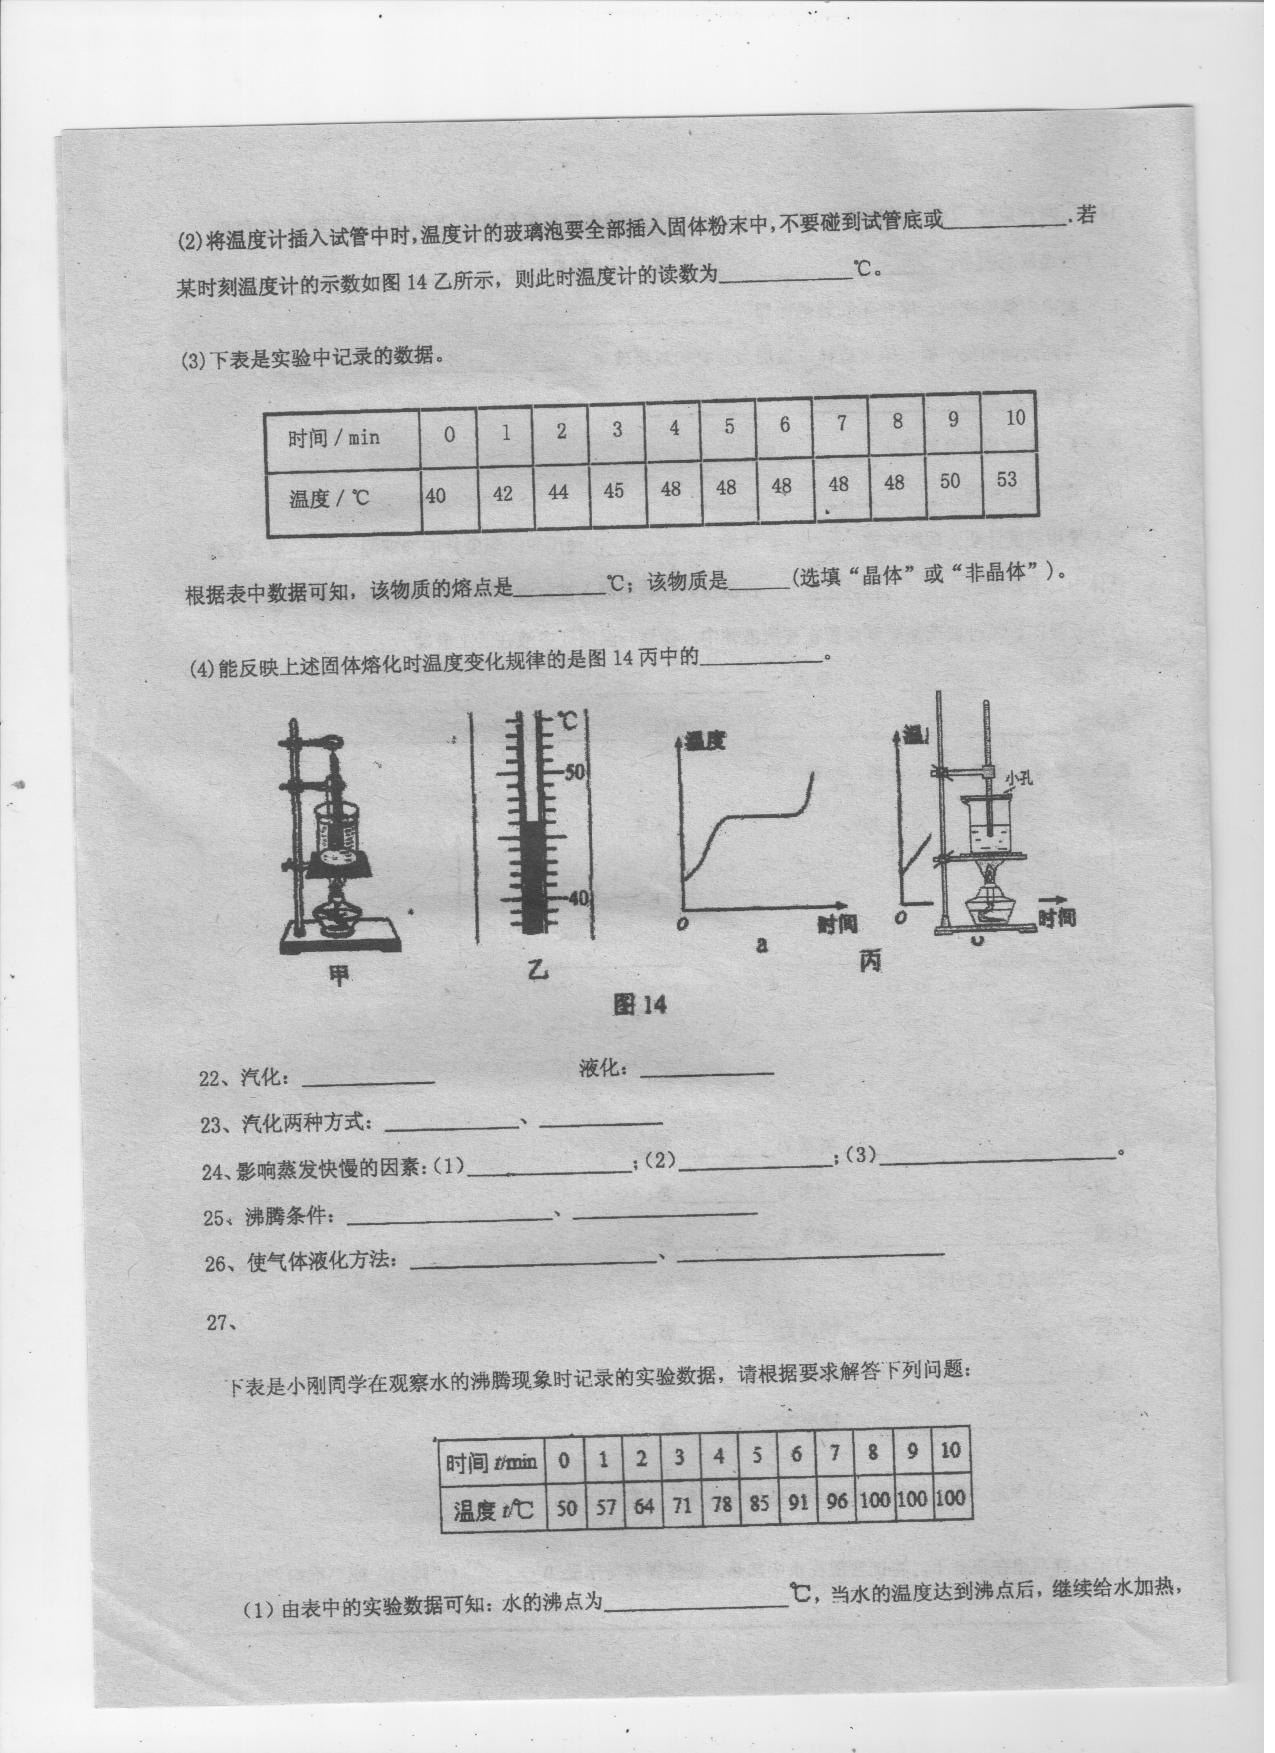 (2)将温度计插入试管中时,温度计的玻璃泡要全部插入固体粉末中,不要碰到试管底或____________.若
某时刻温度计的示数如图14乙所示，则此时温度计的读数为____________℃。
(3)下表是实验中记录的数据。
时间/min 0 1 2 3 4 5 6 7 8 9 10
温度/℃ 40 42 44 45 48 48 48 48 48 50 53
根据表中数据可知，该物质的熔点是_________℃；该物质是______(选填“晶体”或“非晶体”)。
(4)能反映上述固体熔化时温度变化规律的是图14丙中的____________。
℃
50
40
温度
0
时间
a
温
小孔
0
时间
甲
乙
丙
图14
22、汽化：____________ 液化：____________
23、汽化两种方式：____________、____________
24、影响蒸发快慢的因素:(1)____________;(2)____________;(3)____________。
25、沸腾条件：____________、____________
26、使气体液化方法：____________、____________
27、
下表是小刚同学在观察水的沸腾现象时记录的实验数据，请根据要求解答下列问题：
时间 t/min 0 1 2 3 4 5 6 7 8 9 10
温度 t/℃ 50 57 64 71 78 85 91 96 100 100 100
(1)由表中的实验数据可知：水的沸点为____________℃，当水的温度达到沸点后，继续给水加热，